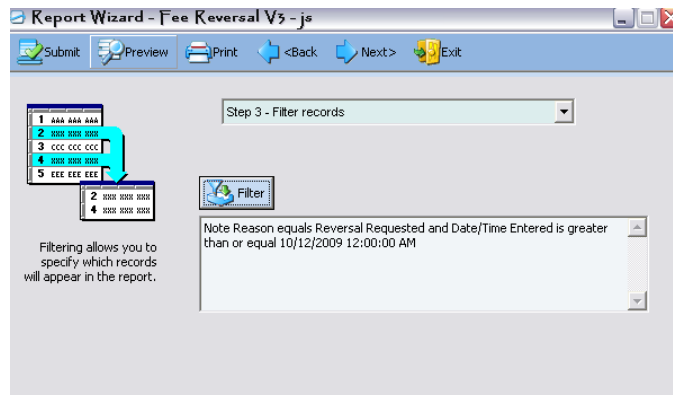 Report Wizard - Fee Reversal V3 - js
Submit Preview Print <Back Next> Exit
Step 3 - Filter records
1 AAA AAA AAA
2 XXX XXX XXX
3 CCC CCC CCC
4 XXX XXX XXX
5 EEE EEE EEE
2 XXX XXX XXX
4 XXX XXX XXX
Filter
Note Reason equals Reversal Requested and Date/Time Entered is greater
than or equal 10/12/2009 12:00:00 AM
Filtering allows you to
specify which records
will appear in the report.